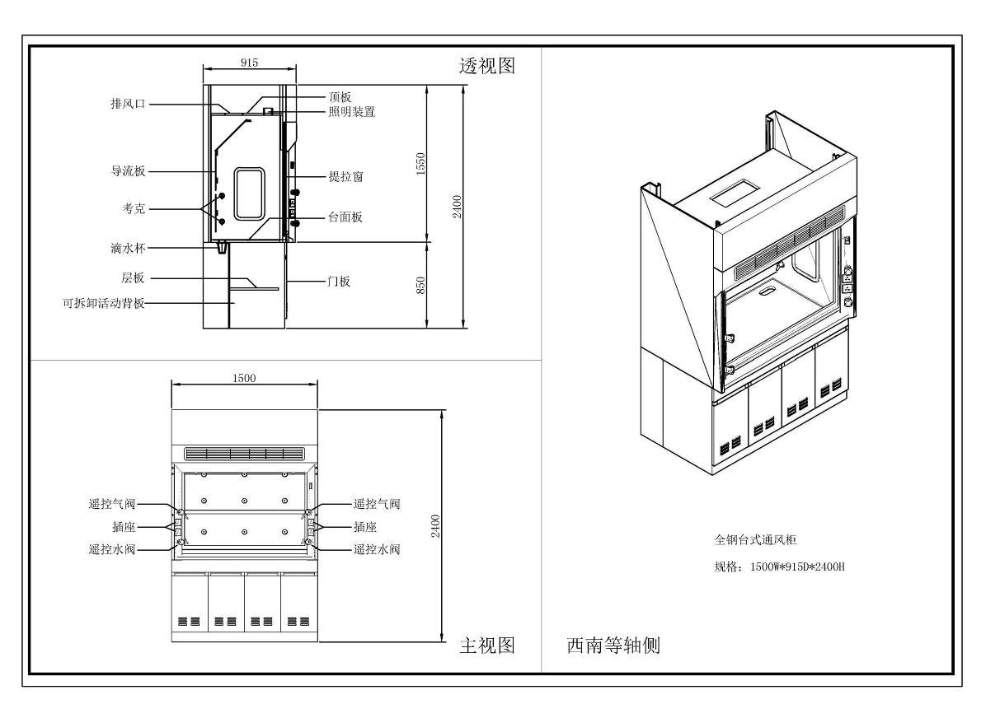 透视图
915
排风口
顶板
照明装置
导流板
提拉窗
1550
考克
台面板
2400
滴水杯
层板
门板
850
可拆卸活动背板
1500
遥控气阀
遥控气阀
插座
插座
2400
遥控水阀
遥控水阀
主视图
全钢台式通风柜
规格：1500W*915D*2400H
西南等轴侧